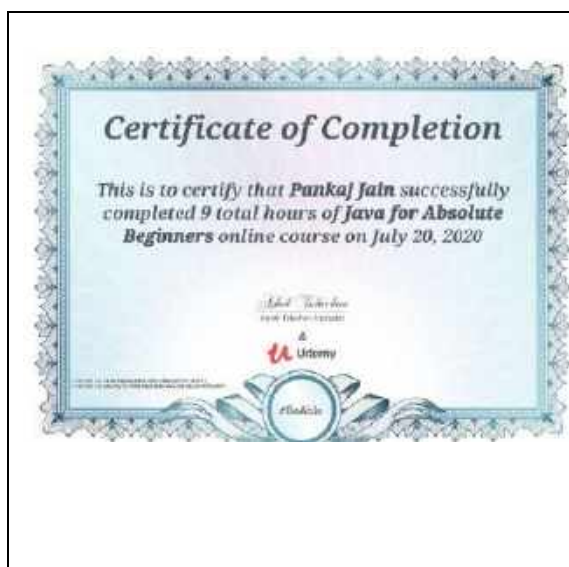 Certificate of Completion
This is to certify that Pankaj Jain successfully
completed 9 total hours of Java for Absolute
Beginners online course on July 20, 2020
&
Udemy
#BeAble